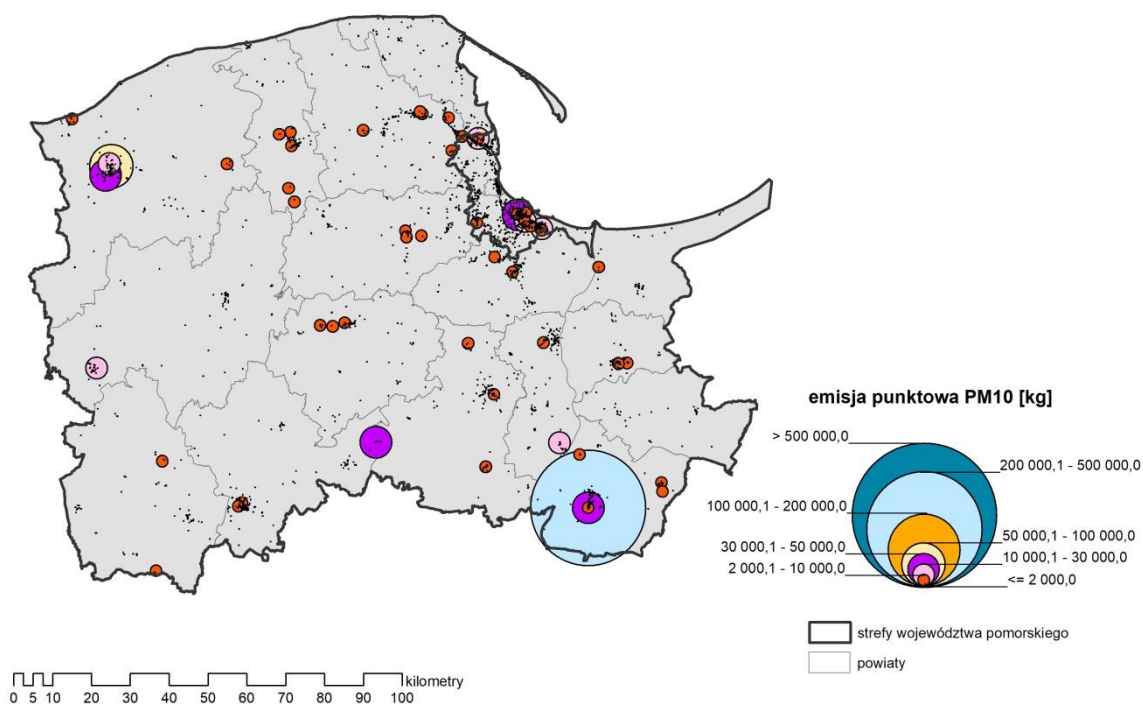 emisja punktowa PM10 [kg]
> 500 000,0
200 000,1 - 500 000,0
100 000,1 - 200 000,0
50 000,1 - 100 000,0
30 000,1 - 50 000,0
10 000,1 - 30 000,0
2 000,1 - 10 000,0
<= 2 000,0
strefy województwa pomorskiego
powiaty
kilometry
0 5 10 20 30 40 50 60 70 80 90 100